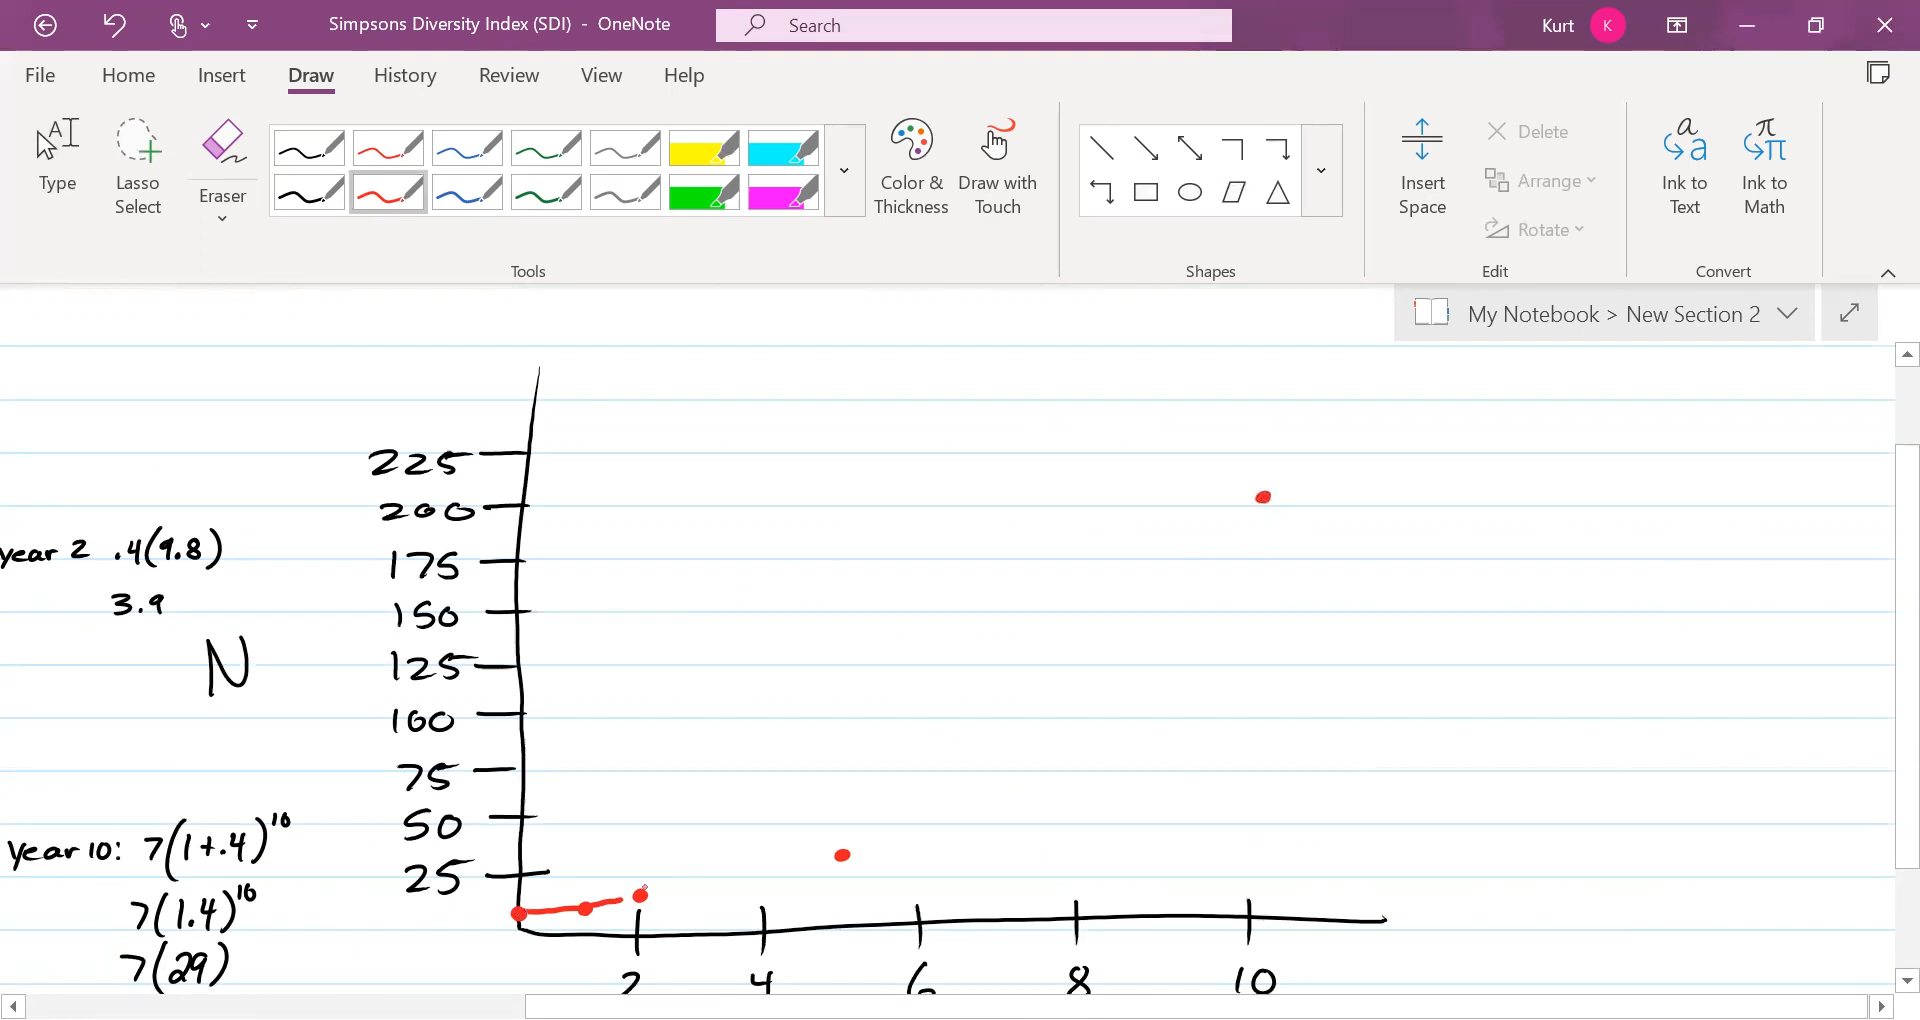 Simpsons Diversity Index (SDI) - OneNote
Search
Kurt
K
File Home Insert Draw History Review View Help
Type
Lasso Select
Eraser
Color & Thickness
Draw with Touch
Insert Space
Delete
Arrange
Rotate
Ink to Text
Ink to Math
Tools
Shapes
Edit
Convert
My Notebook > New Section 2
225
200
175
150
125
100
75
50
25
year 2 .4(9.8)
3.9
N
year 10: 7(1+.4)^10
7(1.4)^10
7(29)
2 4 6 8 10